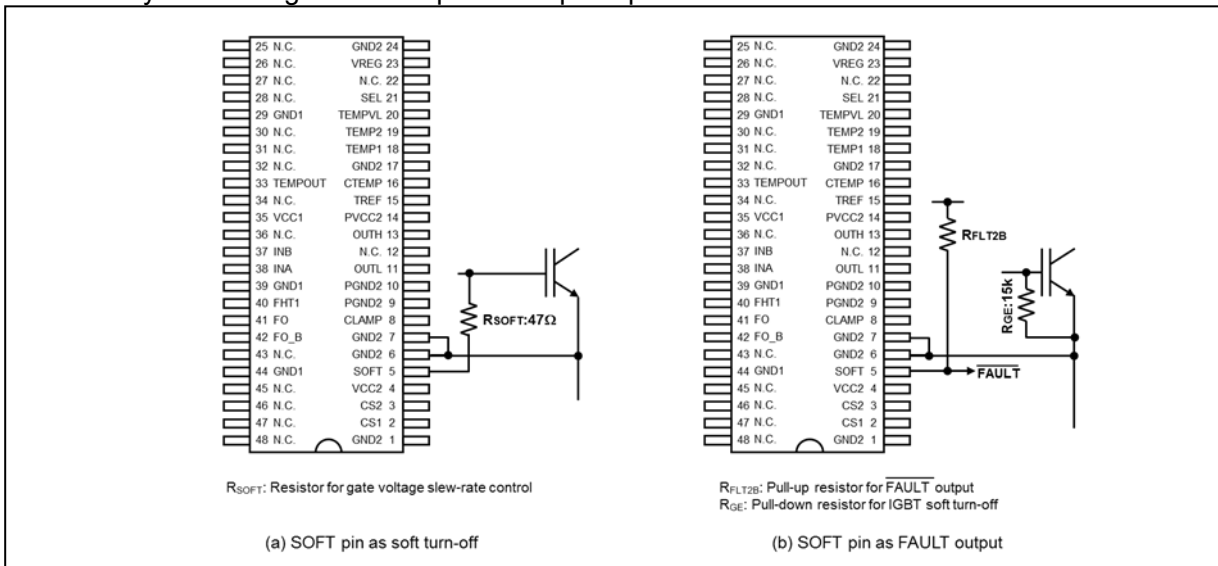 25 N.C. GND2 24
26 N.C. VREG 23
27 N.C. N.C. 22
28 N.C. SEL 21
29 GND1 TEMPVL 20
30 N.C. TEMP2 19
31 N.C. TEMP1 18
32 N.C. GND2 17
33 TEMPOUT CTEMP 16
34 N.C. TREF 15
35 VCC1 PVCC2 14
36 N.C. OUTH 13
37 INB N.C. 12
38 INA OUTL 11
39 GND1 PGND2 10
40 FHT1 PGND2 9
41 FO CLAMP 8
42 FO_B GND2 7
43 N.C. GND2 6
44 GND1 SOFT 5
45 N.C. VCC2 4
46 N.C. CS2 3
47 N.C. CS1 2
48 N.C. GND2 1
RSOFT:47Ω
RSOFT: Resistor for gate voltage slew-rate control
(a) SOFT pin as soft turn-off
25 N.C. GND2 24
26 N.C. VREG 23
27 N.C. N.C. 22
28 N.C. SEL 21
29 GND1 TEMPVL 20
30 N.C. TEMP2 19
31 N.C. TEMP1 18
32 N.C. GND2 17
33 TEMPOUT CTEMP 16
34 N.C. TREF 15
35 VCC1 PVCC2 14
36 N.C. OUTH 13
37 INB N.C. 12
38 INA OUTL 11
39 GND1 PGND2 10
40 FHT1 PGND2 9
41 FO CLAMP 8
42 FO_B GND2 7
43 N.C. GND2 6
44 GND1 SOFT 5
45 N.C. VCC2 4
46 N.C. CS2 3
47 N.C. CS1 2
48 N.C. GND2 1
RFLT2B
RGE:15k
FAULT
RFLT2B: Pull-up resistor for FAULT output
RGE: Pull-down resistor for IGBT soft turn-off
(b) SOFT pin as FAULT output